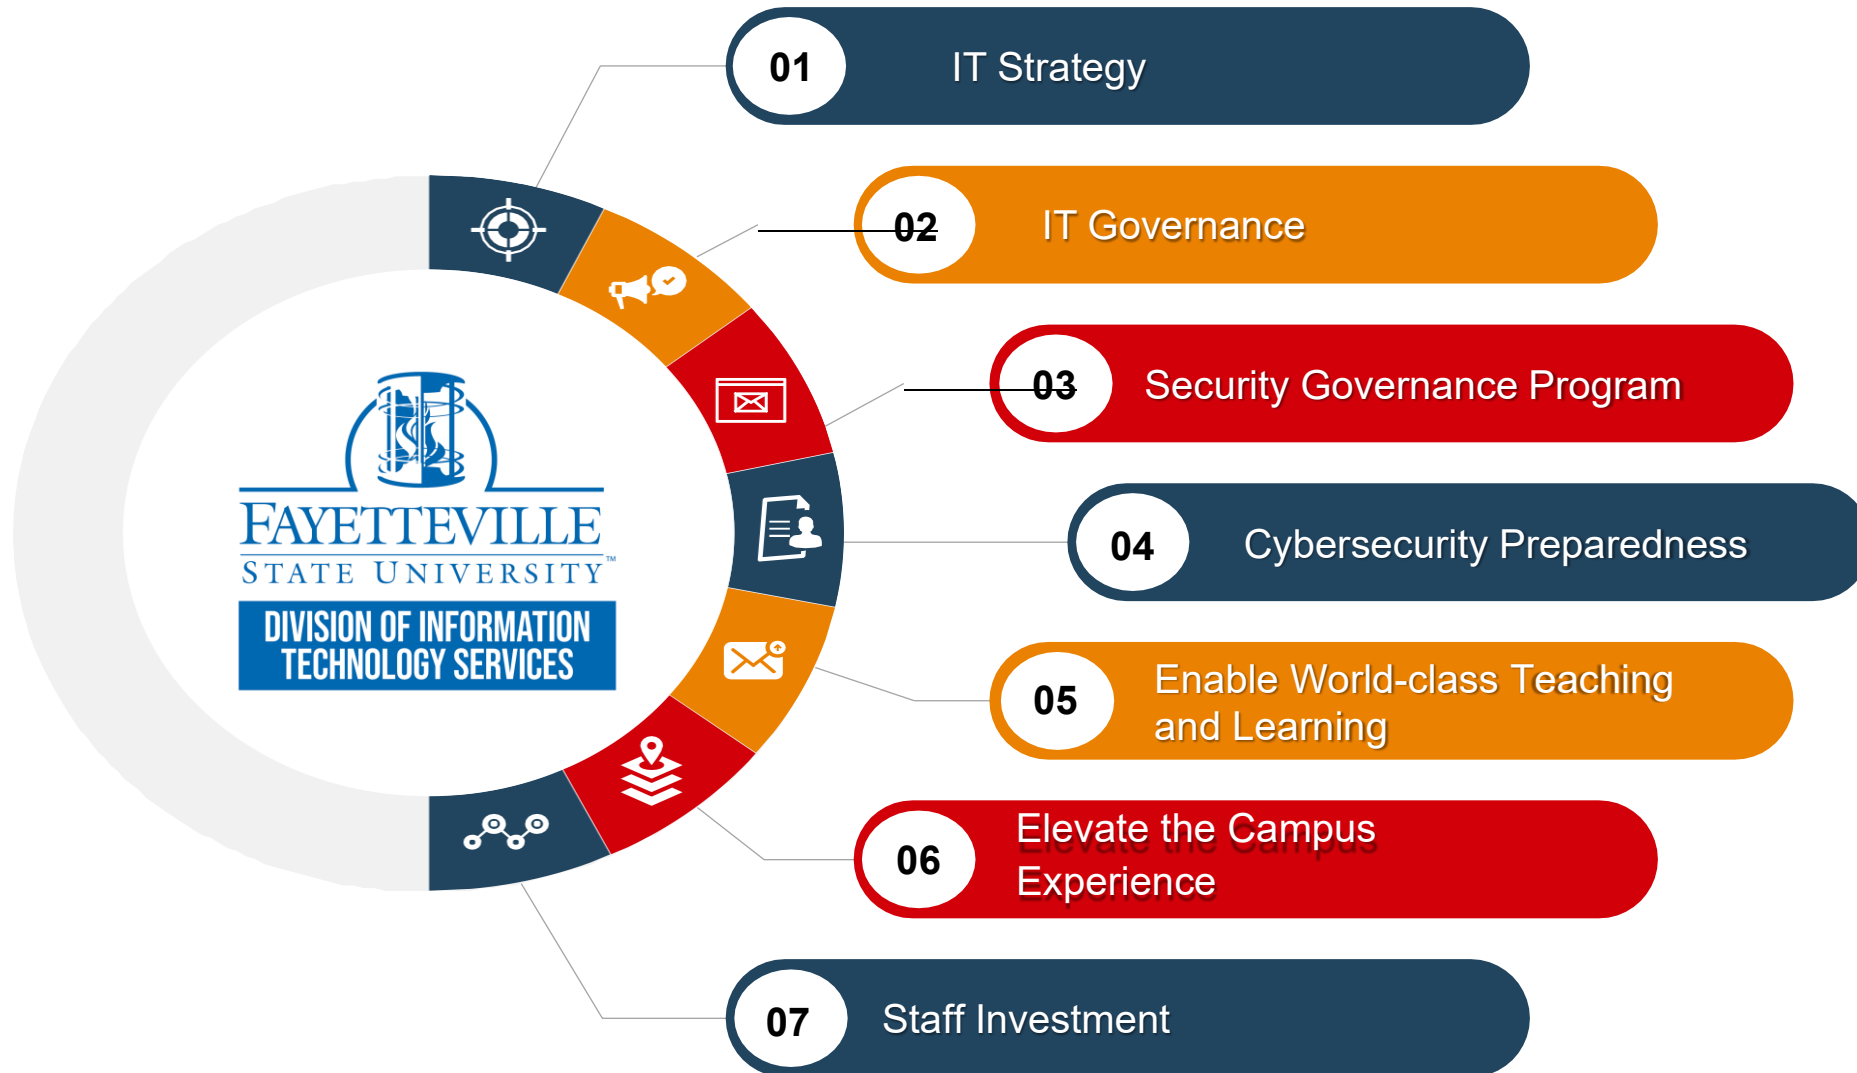 01
IT Strategy
02
IT Governance
03
Security Governance Program
04
Cybersecurity Preparedness
05
Enable World-class Teaching
and Learning
06
Elevate the Campus
Experience
07
Staff Investment
FAYETTEVILLE
STATE UNIVERSITY™
DIVISION OF INFORMATION
TECHNOLOGY SERVICES